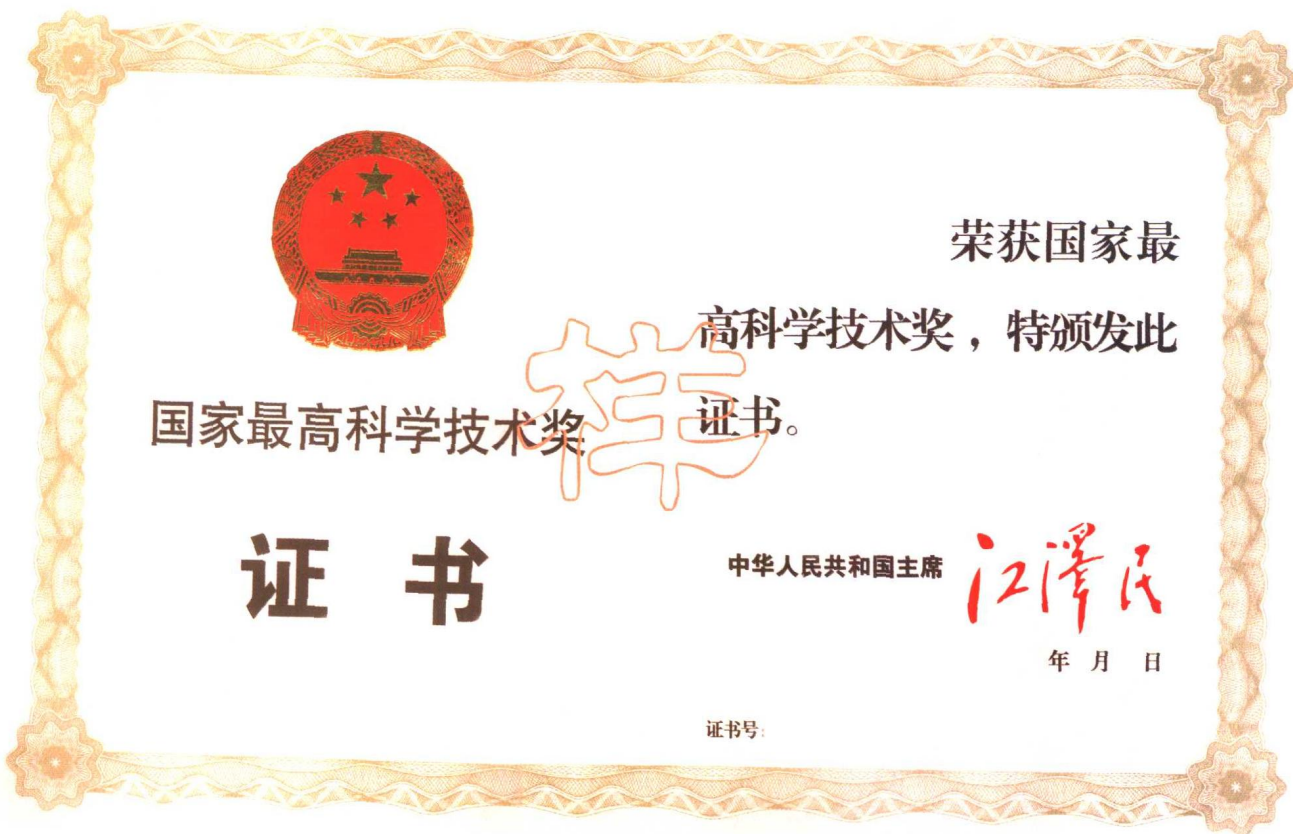 国家最高科学技术奖
证 书
荣获国家最
高科学技术奖，特颁发此
证书。
样
中华人民共和国主席 江澤民
年 月 日
证书号: